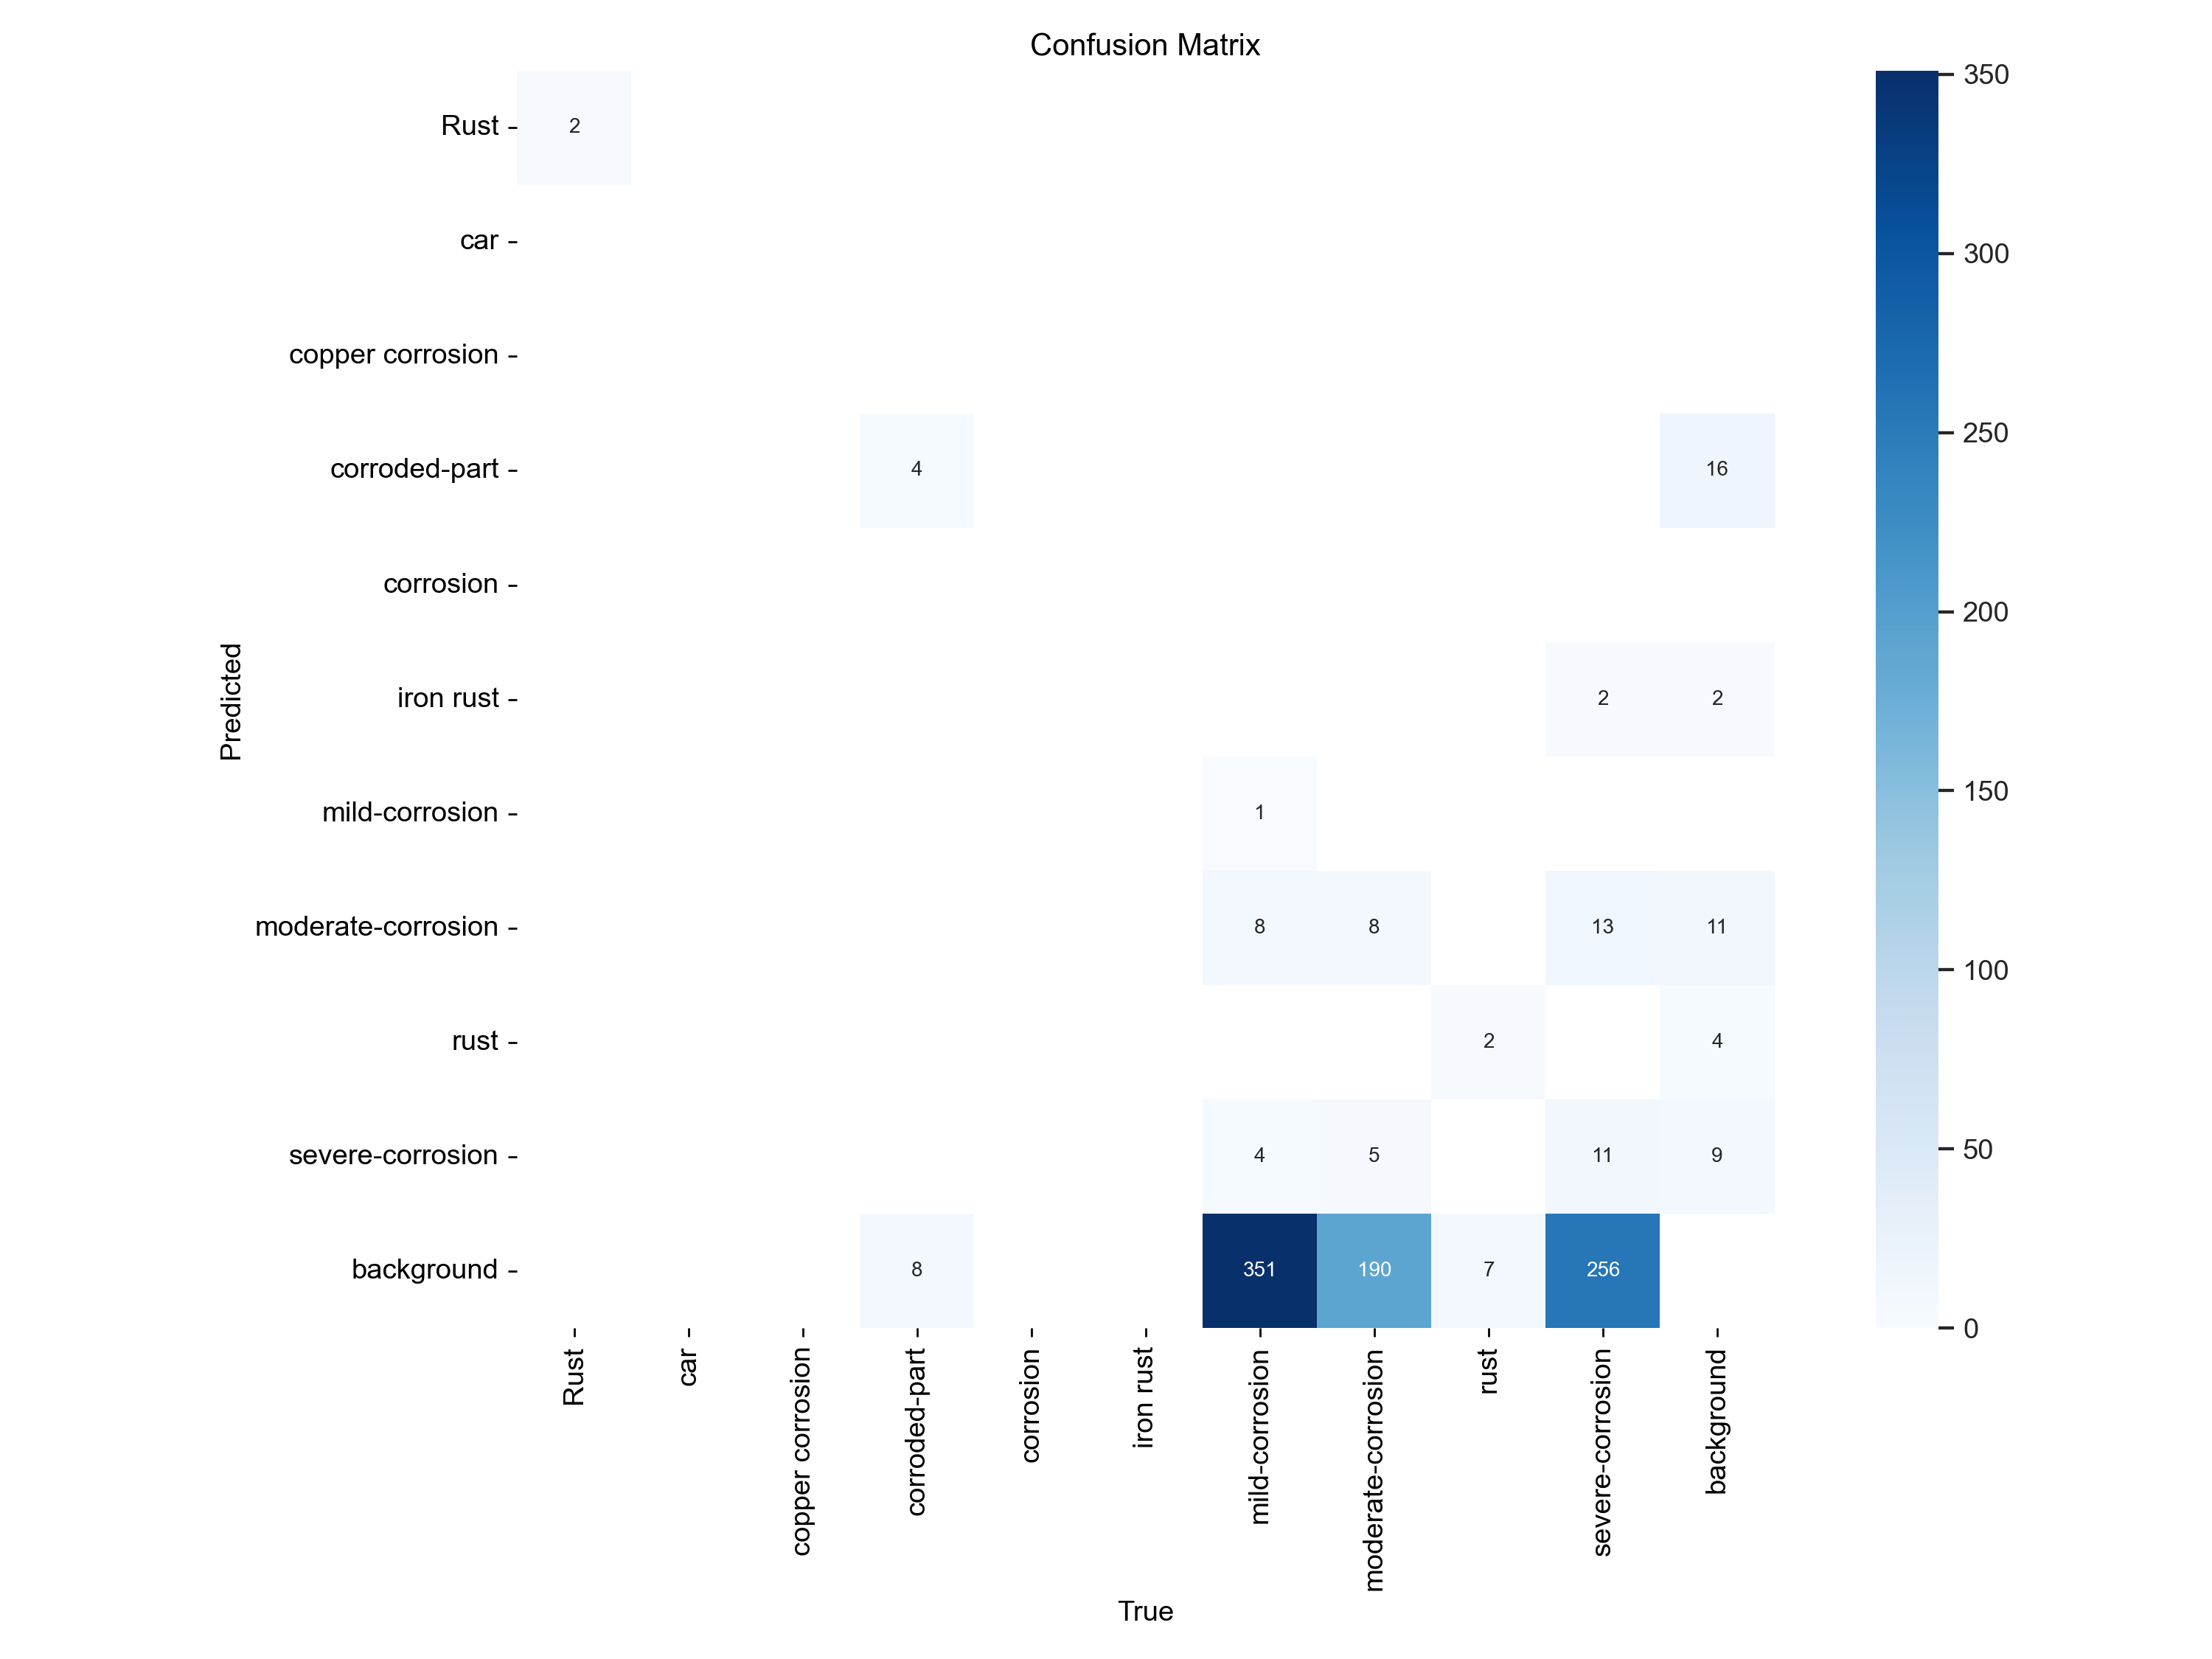 Confusion Matrix
Rust
2
350
car
300
copper corrosion
250
corroded-part
4
16
corrosion
200
Predicted
iron rust
2
2
150
mild-corrosion
1
moderate-corrosion
8
8
13
11
100
rust
2
4
severe-corrosion
4
5
11
9
50
background
8
351
190
7
256
0
Rust
car
copper corrosion
corroded-part
corrosion
iron rust
mild-corrosion
moderate-corrosion
rust
severe-corrosion
background
True